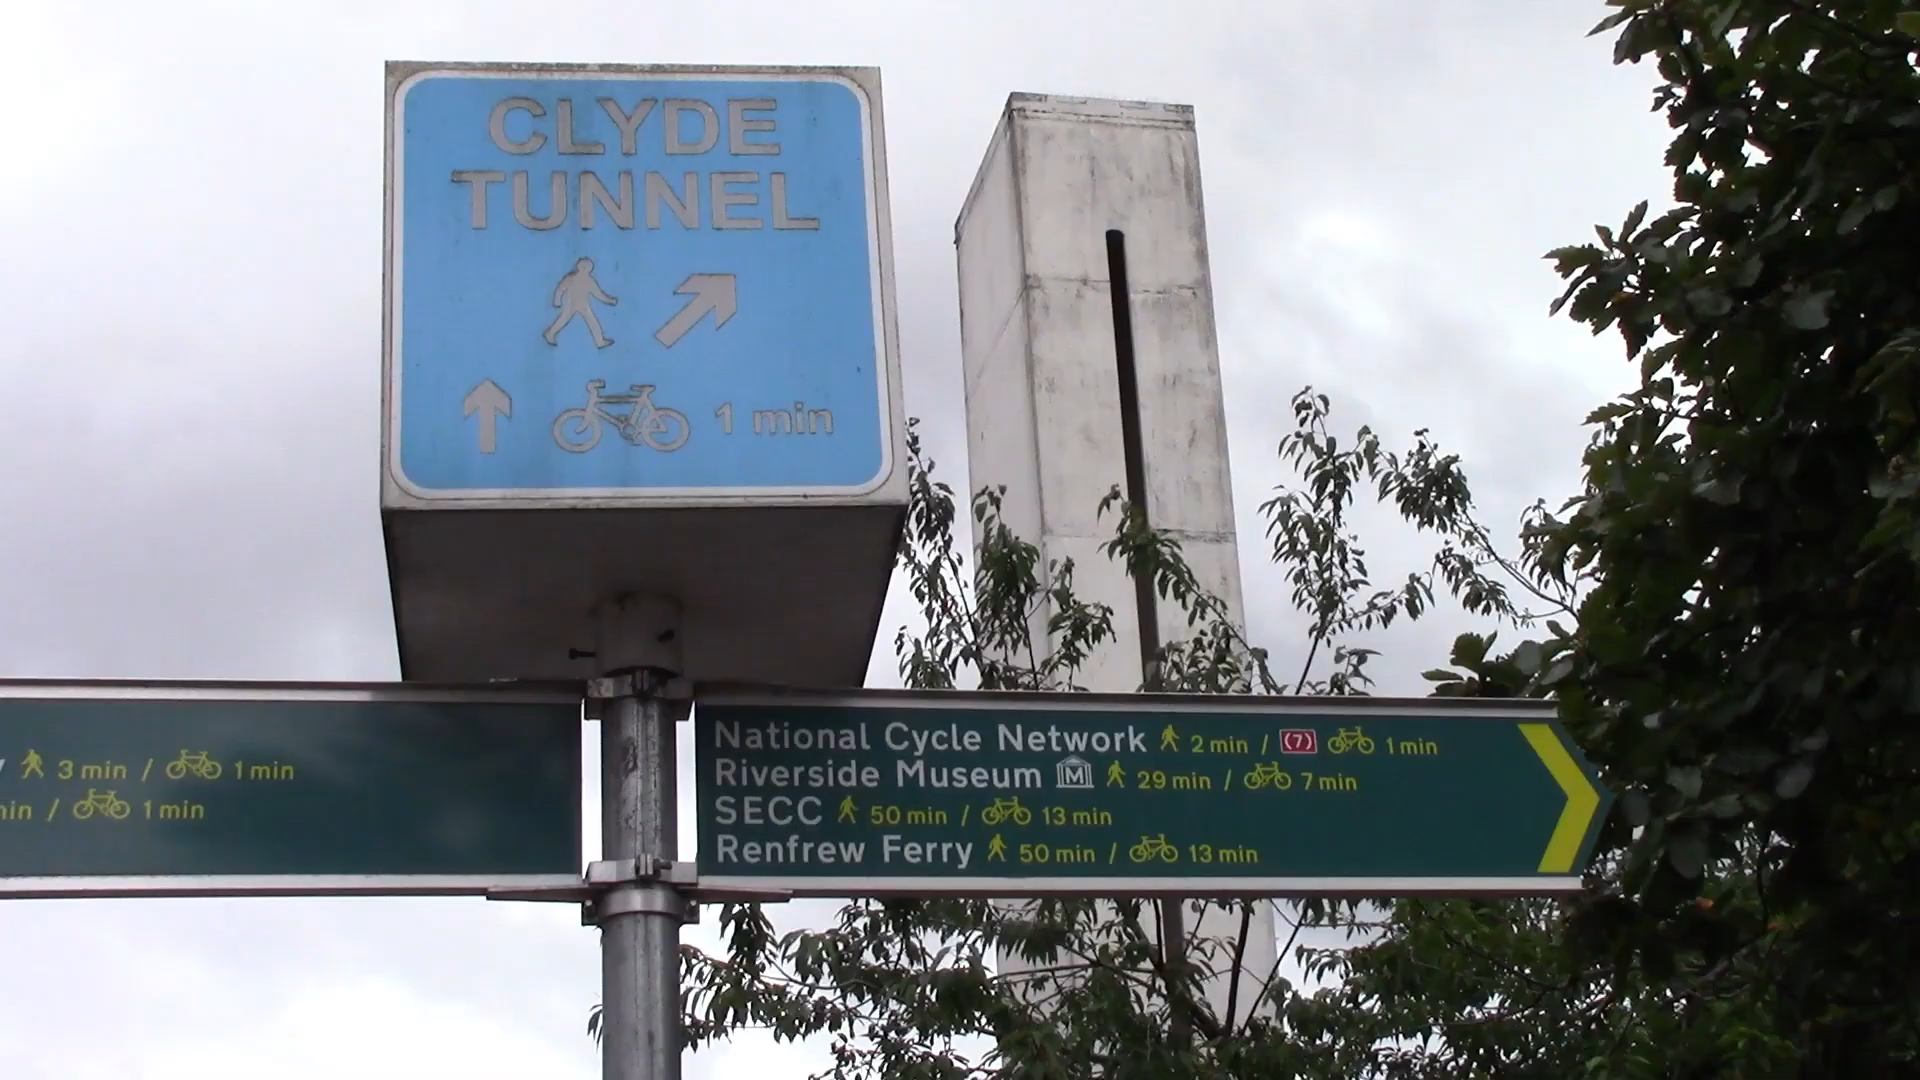 CLYDE
TUNNEL
1 min
3 min / 1 min
/ 1 min
National Cycle Network 2 min / (7) 1 min
Riverside Museum M 29 min / 7 min
SECC 50 min / 13 min
Renfrew Ferry 50 min / 13 min